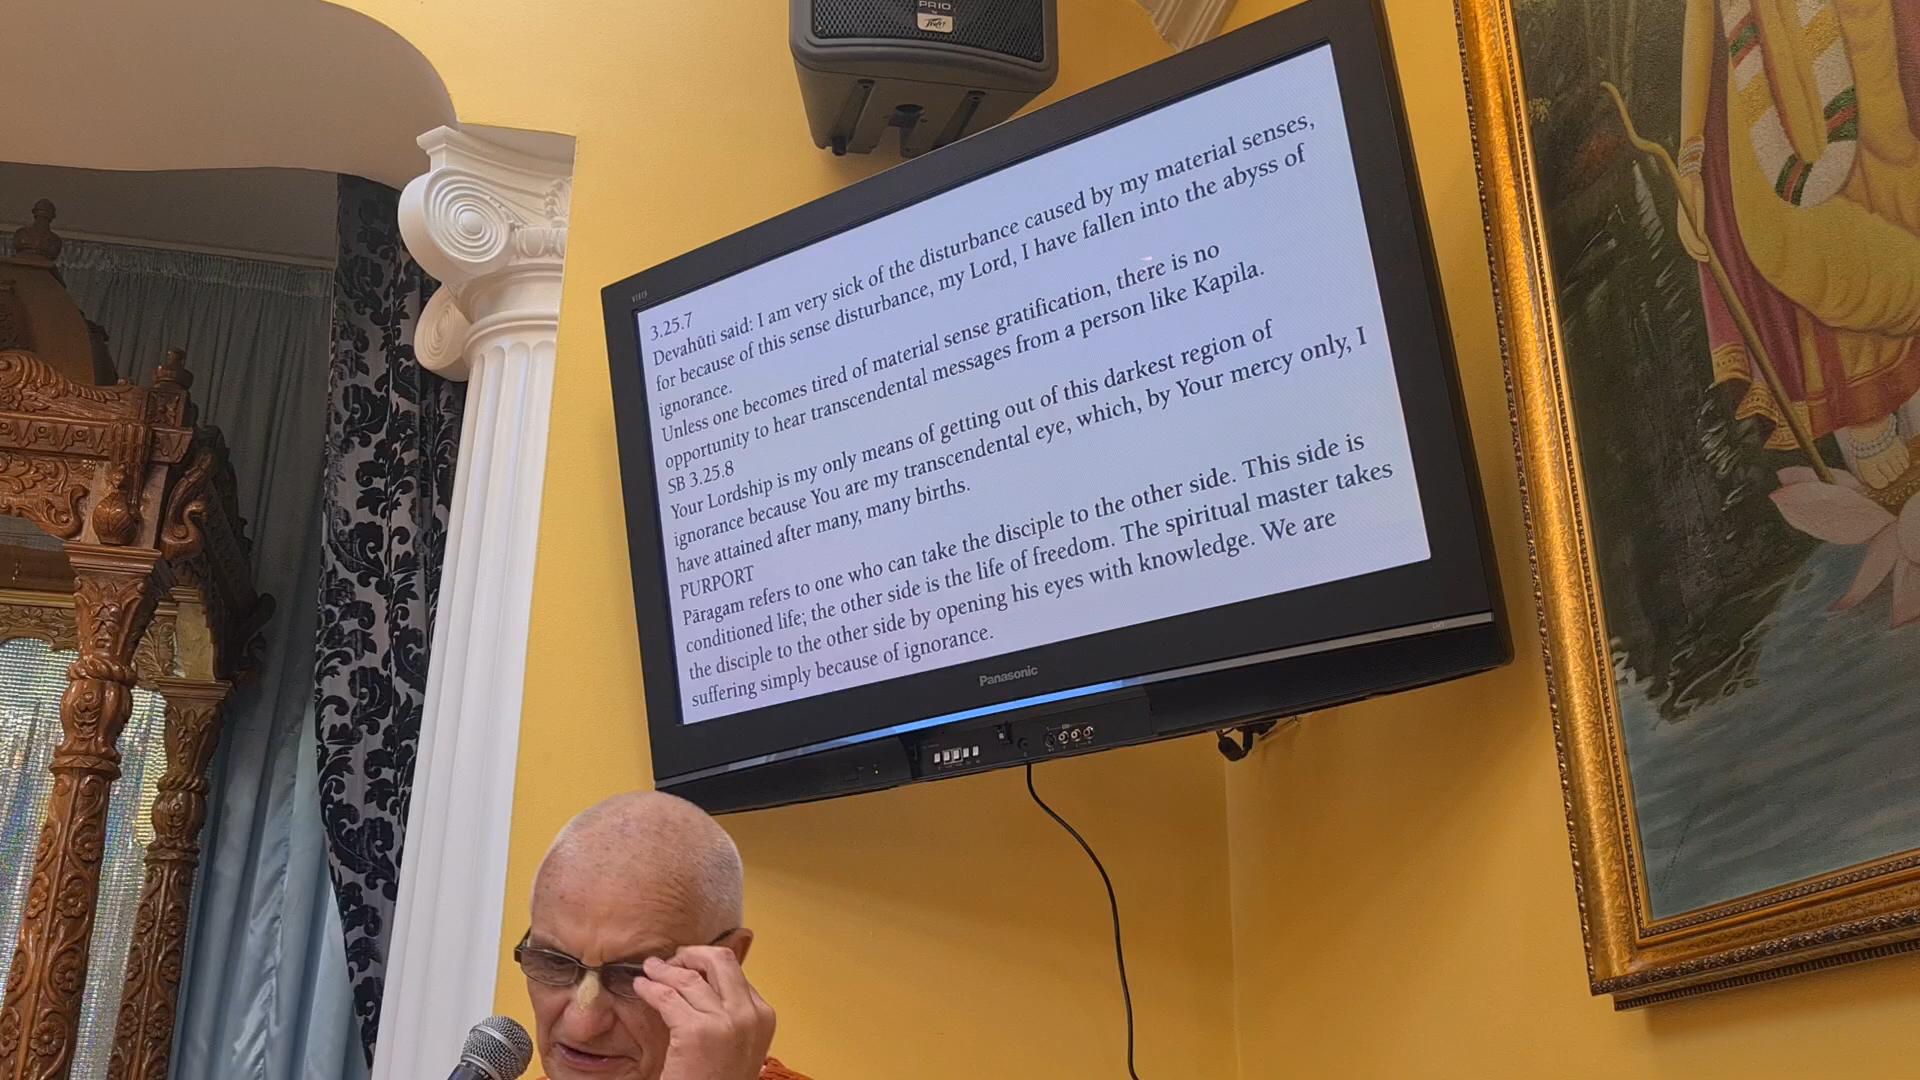 PRIO
Peavey
VIERA
3.25.7
Devahūti said: I am very sick of the disturbance caused by my material senses,
for because of this sense disturbance, my Lord, I have fallen into the abyss of
ignorance.
Unless one becomes tired of material sense gratification, there is no
opportunity to hear transcendental messages from a person like Kapila.
SB 3.25.8
Your Lordship is my only means of getting out of this darkest region of
ignorance because You are my transcendental eye, which, by Your mercy only, I
have attained after many, many births.
PURPORT
Pāragam refers to one who can take the disciple to the other side. This side is
conditioned life; the other side is the life of freedom. The spiritual master takes
the disciple to the other side by opening his eyes with knowledge. We are
suffering simply because of ignorance.
Panasonic